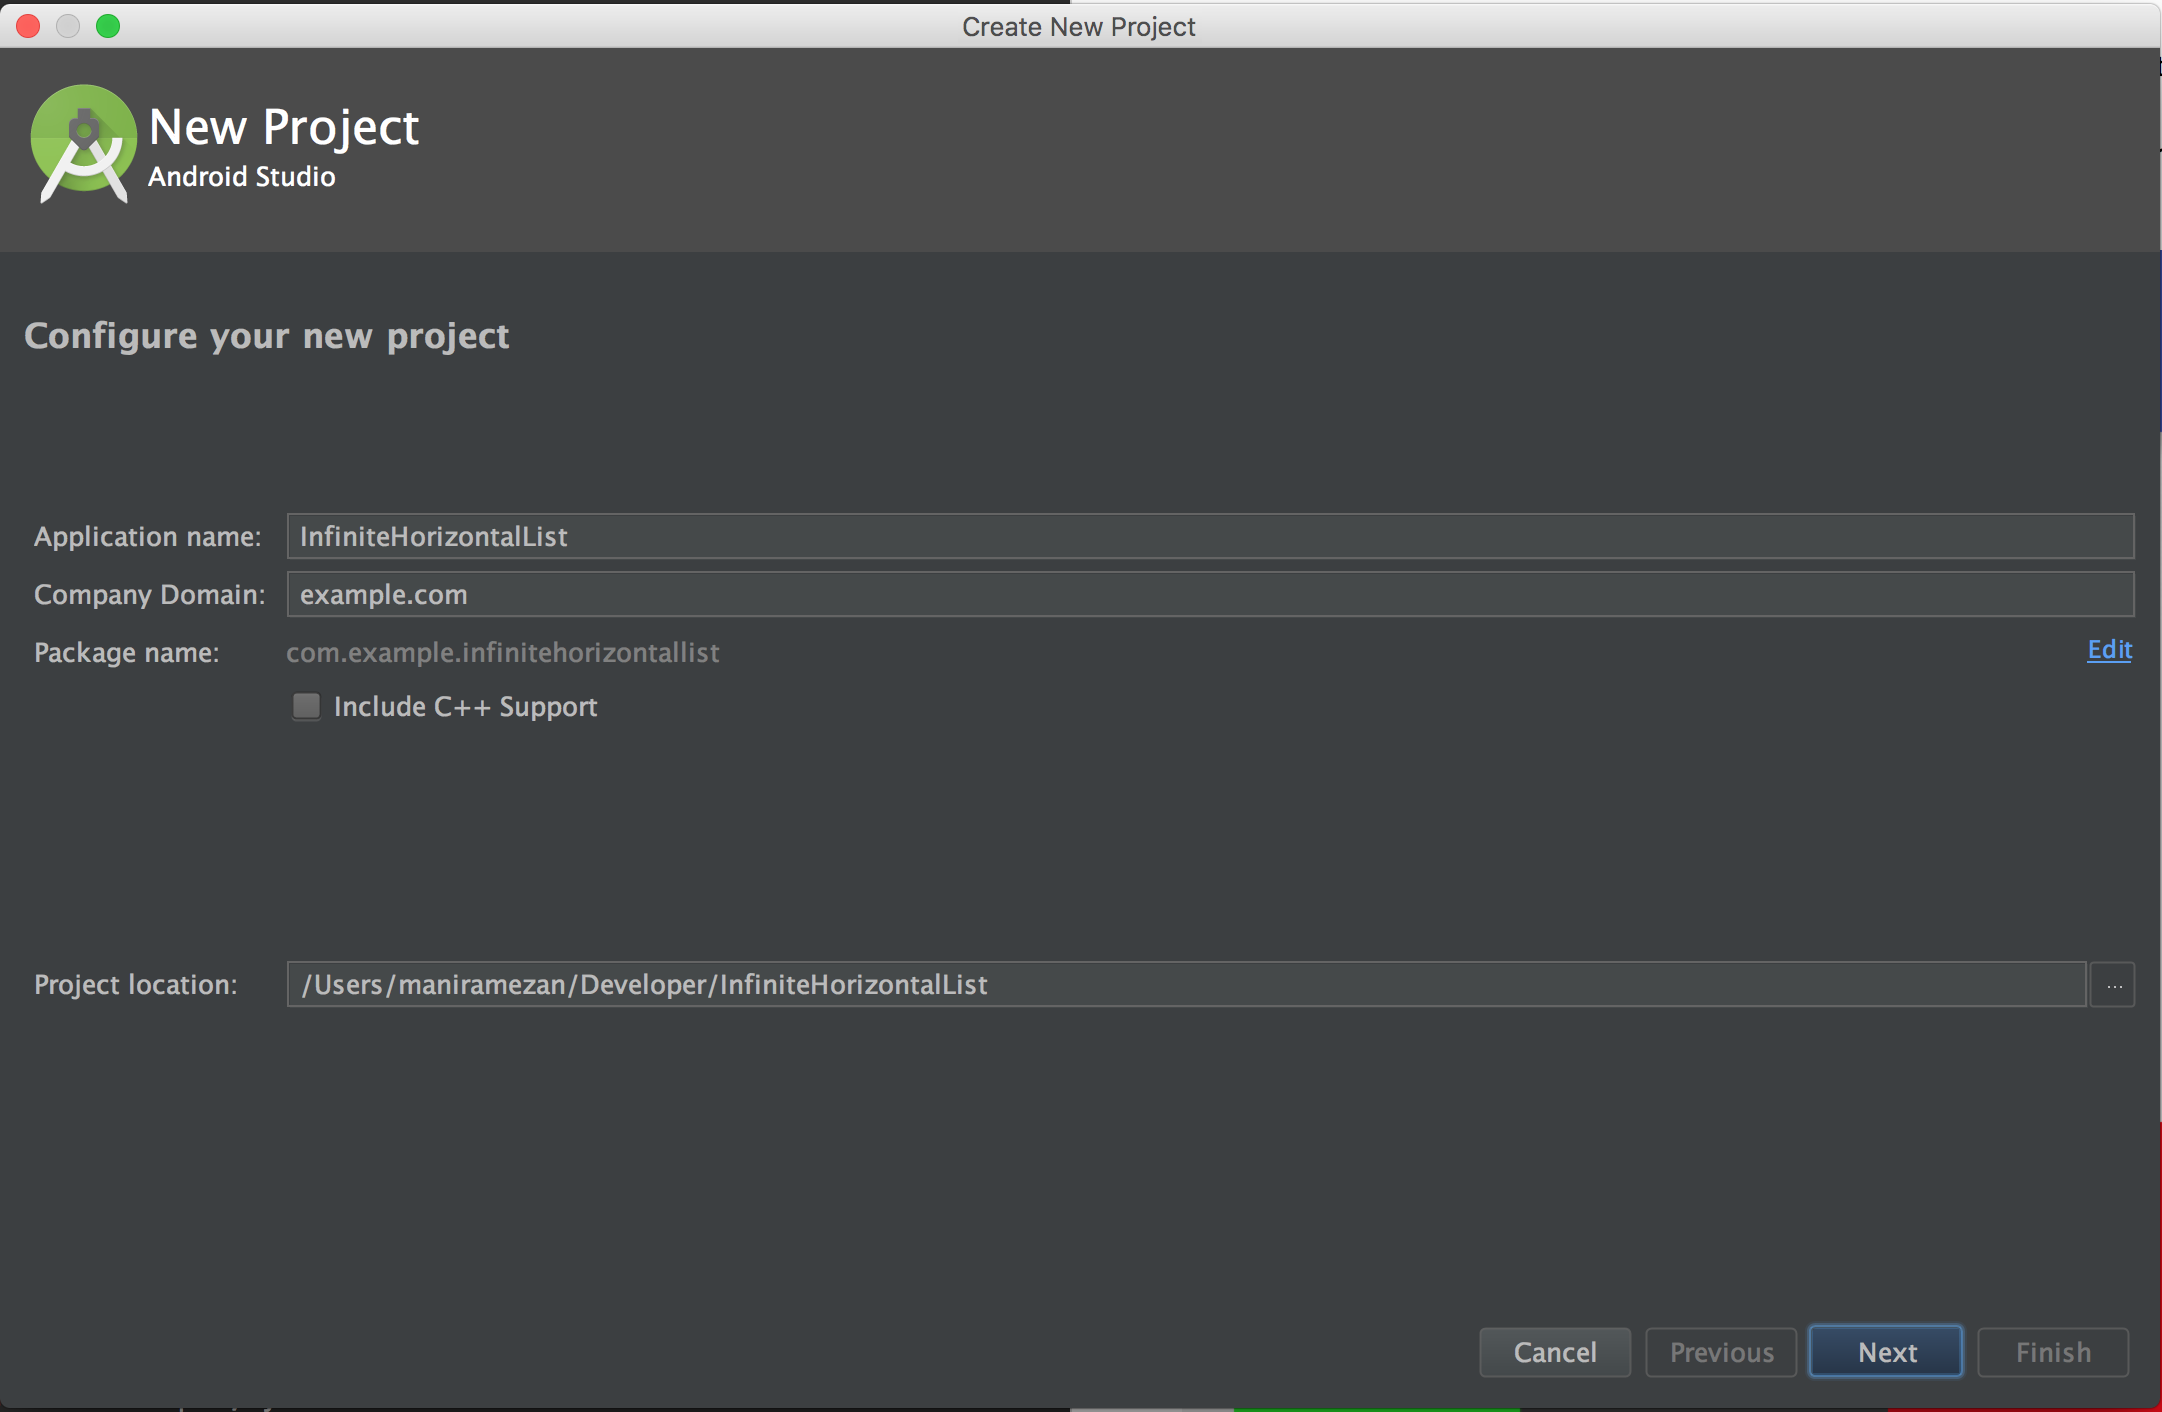 Create New Project
New Project
Android Studio
Configure your new project
Application name: InfiniteHorizontalList
Company Domain: example.com
Package name: com.example.infinitehorizontallist Edit
Include C++ Support
Project location: /Users/maniramezan/Developer/InfiniteHorizontalList ...
Cancel Previous Next Finish